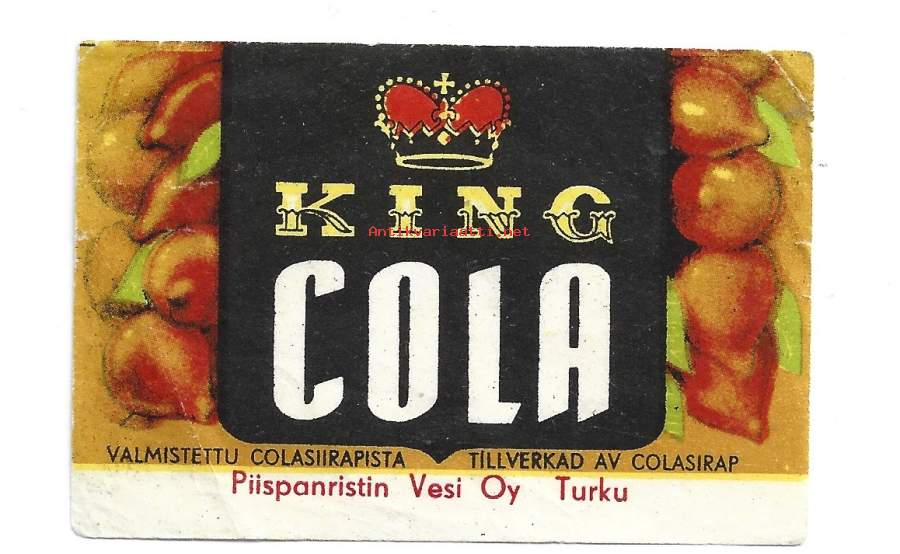 KING
Antikvariaatti.net
COLA
VALMISTETTU COLASIIRAPISTA TILLVERKAD AV COLASIRAP
Piispanristin Vesi Oy Turku